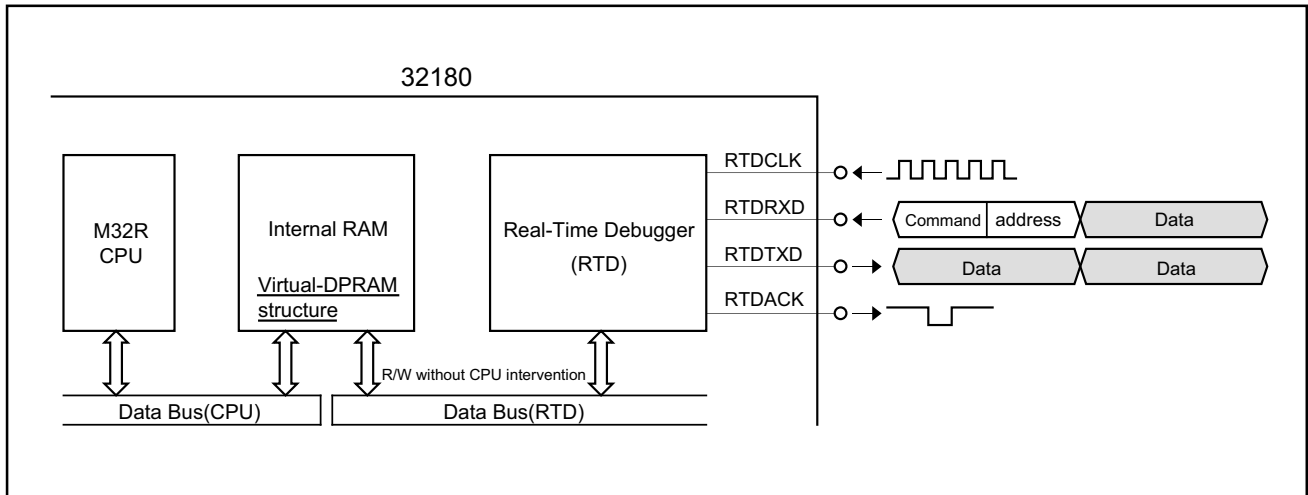 32180
M32R
CPU
Internal RAM
Virtual-DPRAM
structure
Real-Time Debugger
(RTD)
RTDCLK
RTDRXD
Command address Data
RTDTXD
Data Data
RTDACK
R/W without CPU intervention
Data Bus(CPU) Data Bus(RTD)